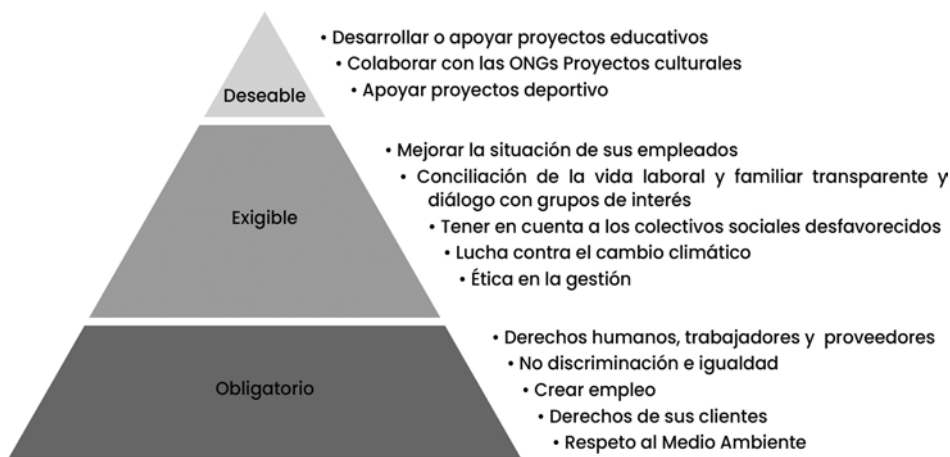 • Desarrollar o apoyar proyectos educativos
• Colaborar con las ONGs Proyectos culturales
• Apoyar proyectos deportivo
Deseable
• Mejorar la situación de sus empleados
• Conciliación de la vida laboral y familiar transparente y
diálogo con grupos de interés
• Tener en cuenta a los colectivos sociales desfavorecidos
• Lucha contra el cambio climático
• Ética en la gestión
Exigible
• Derechos humanos, trabajadores y proveedores
• No discriminación e igualdad
• Crear empleo
• Derechos de sus clientes
• Respeto al Medio Ambiente
Obligatorio